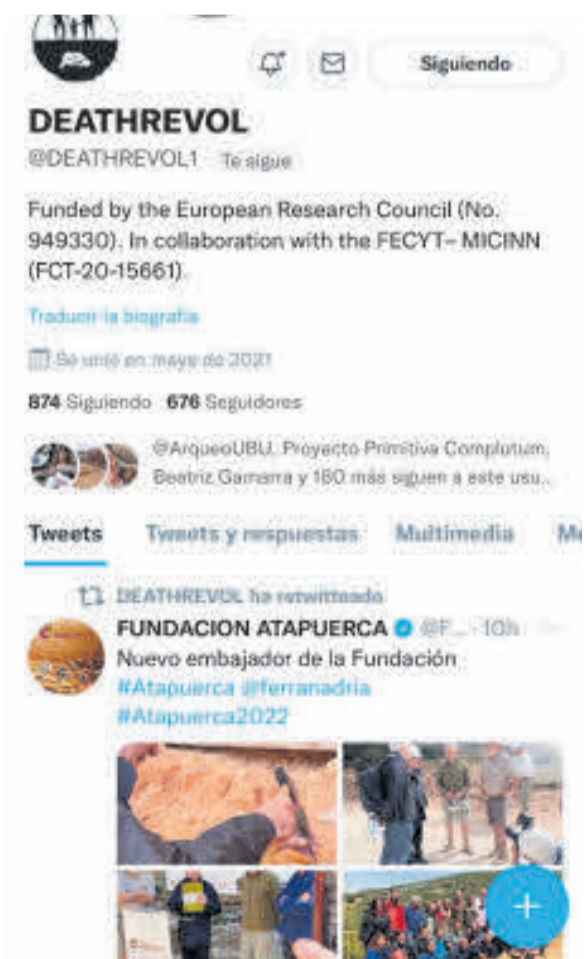 Siguiendo
DEATHREVOL
@DEATHREVOL1 Te sigue
Funded by the European Research Council (No.
949330). In collaboration with the FECYT– MICINN
(FCT-20-15661).
Traducir la biografía
Se unió en mayo de 2021
874 Siguiendo 676 Seguidores
@ArqueoUBU, Proyecto Primitiva Complutum,
Beatriz Gamarra y 160 más siguen a este usu...
Tweets Tweets y respuestas Multimedia Me
DEATHREVOL ha retwitteado
FUNDACION ATAPUERCA @F... · 10h
Nuevo embajador de la Fundación
#Atapuerca @ferranadria
#Atapuerca2022